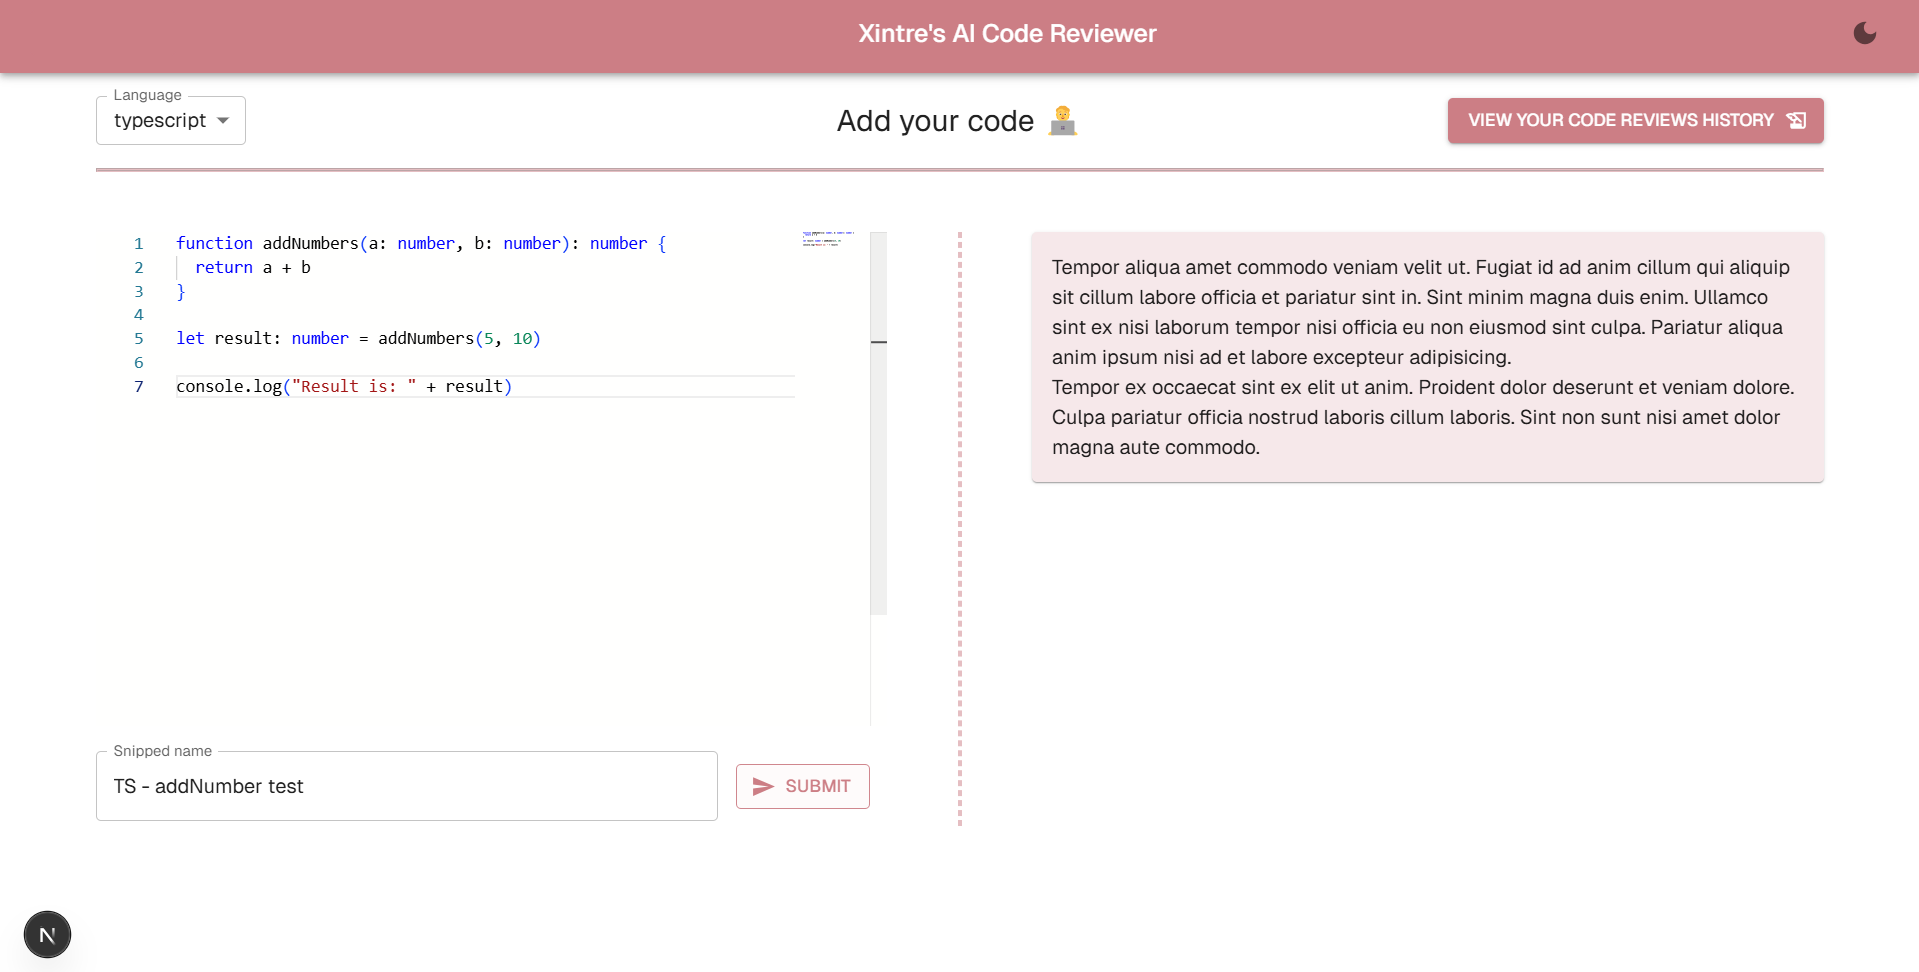 Xintre's AI Code Reviewer
Language
typescript
Add your code
VIEW YOUR CODE REVIEWS HISTORY
1 function addNumbers(a: number, b: number): number {
2 return a + b
3 }
4
5 let result: number = addNumbers(5, 10)
6
7 console.log("Result is: " + result)
Tempor aliqua amet commodo veniam velit ut. Fugiat id ad anim cillum qui aliquip
sit cillum labore officia et pariatur sint in. Sint minim magna duis enim. Ullamco
sint ex nisi laborum tempor nisi officia eu non eiusmod sint culpa. Pariatur aliqua
anim ipsum nisi ad et labore excepteur adipisicing.
Tempor ex occaecat sint ex elit ut anim. Proident dolor deserunt et veniam dolore.
Culpa pariatur officia nostrud laboris cillum laboris. Sint non sunt nisi amet dolor
magna aute commodo.
Snipped name
TS - addNumber test
SUBMIT
N